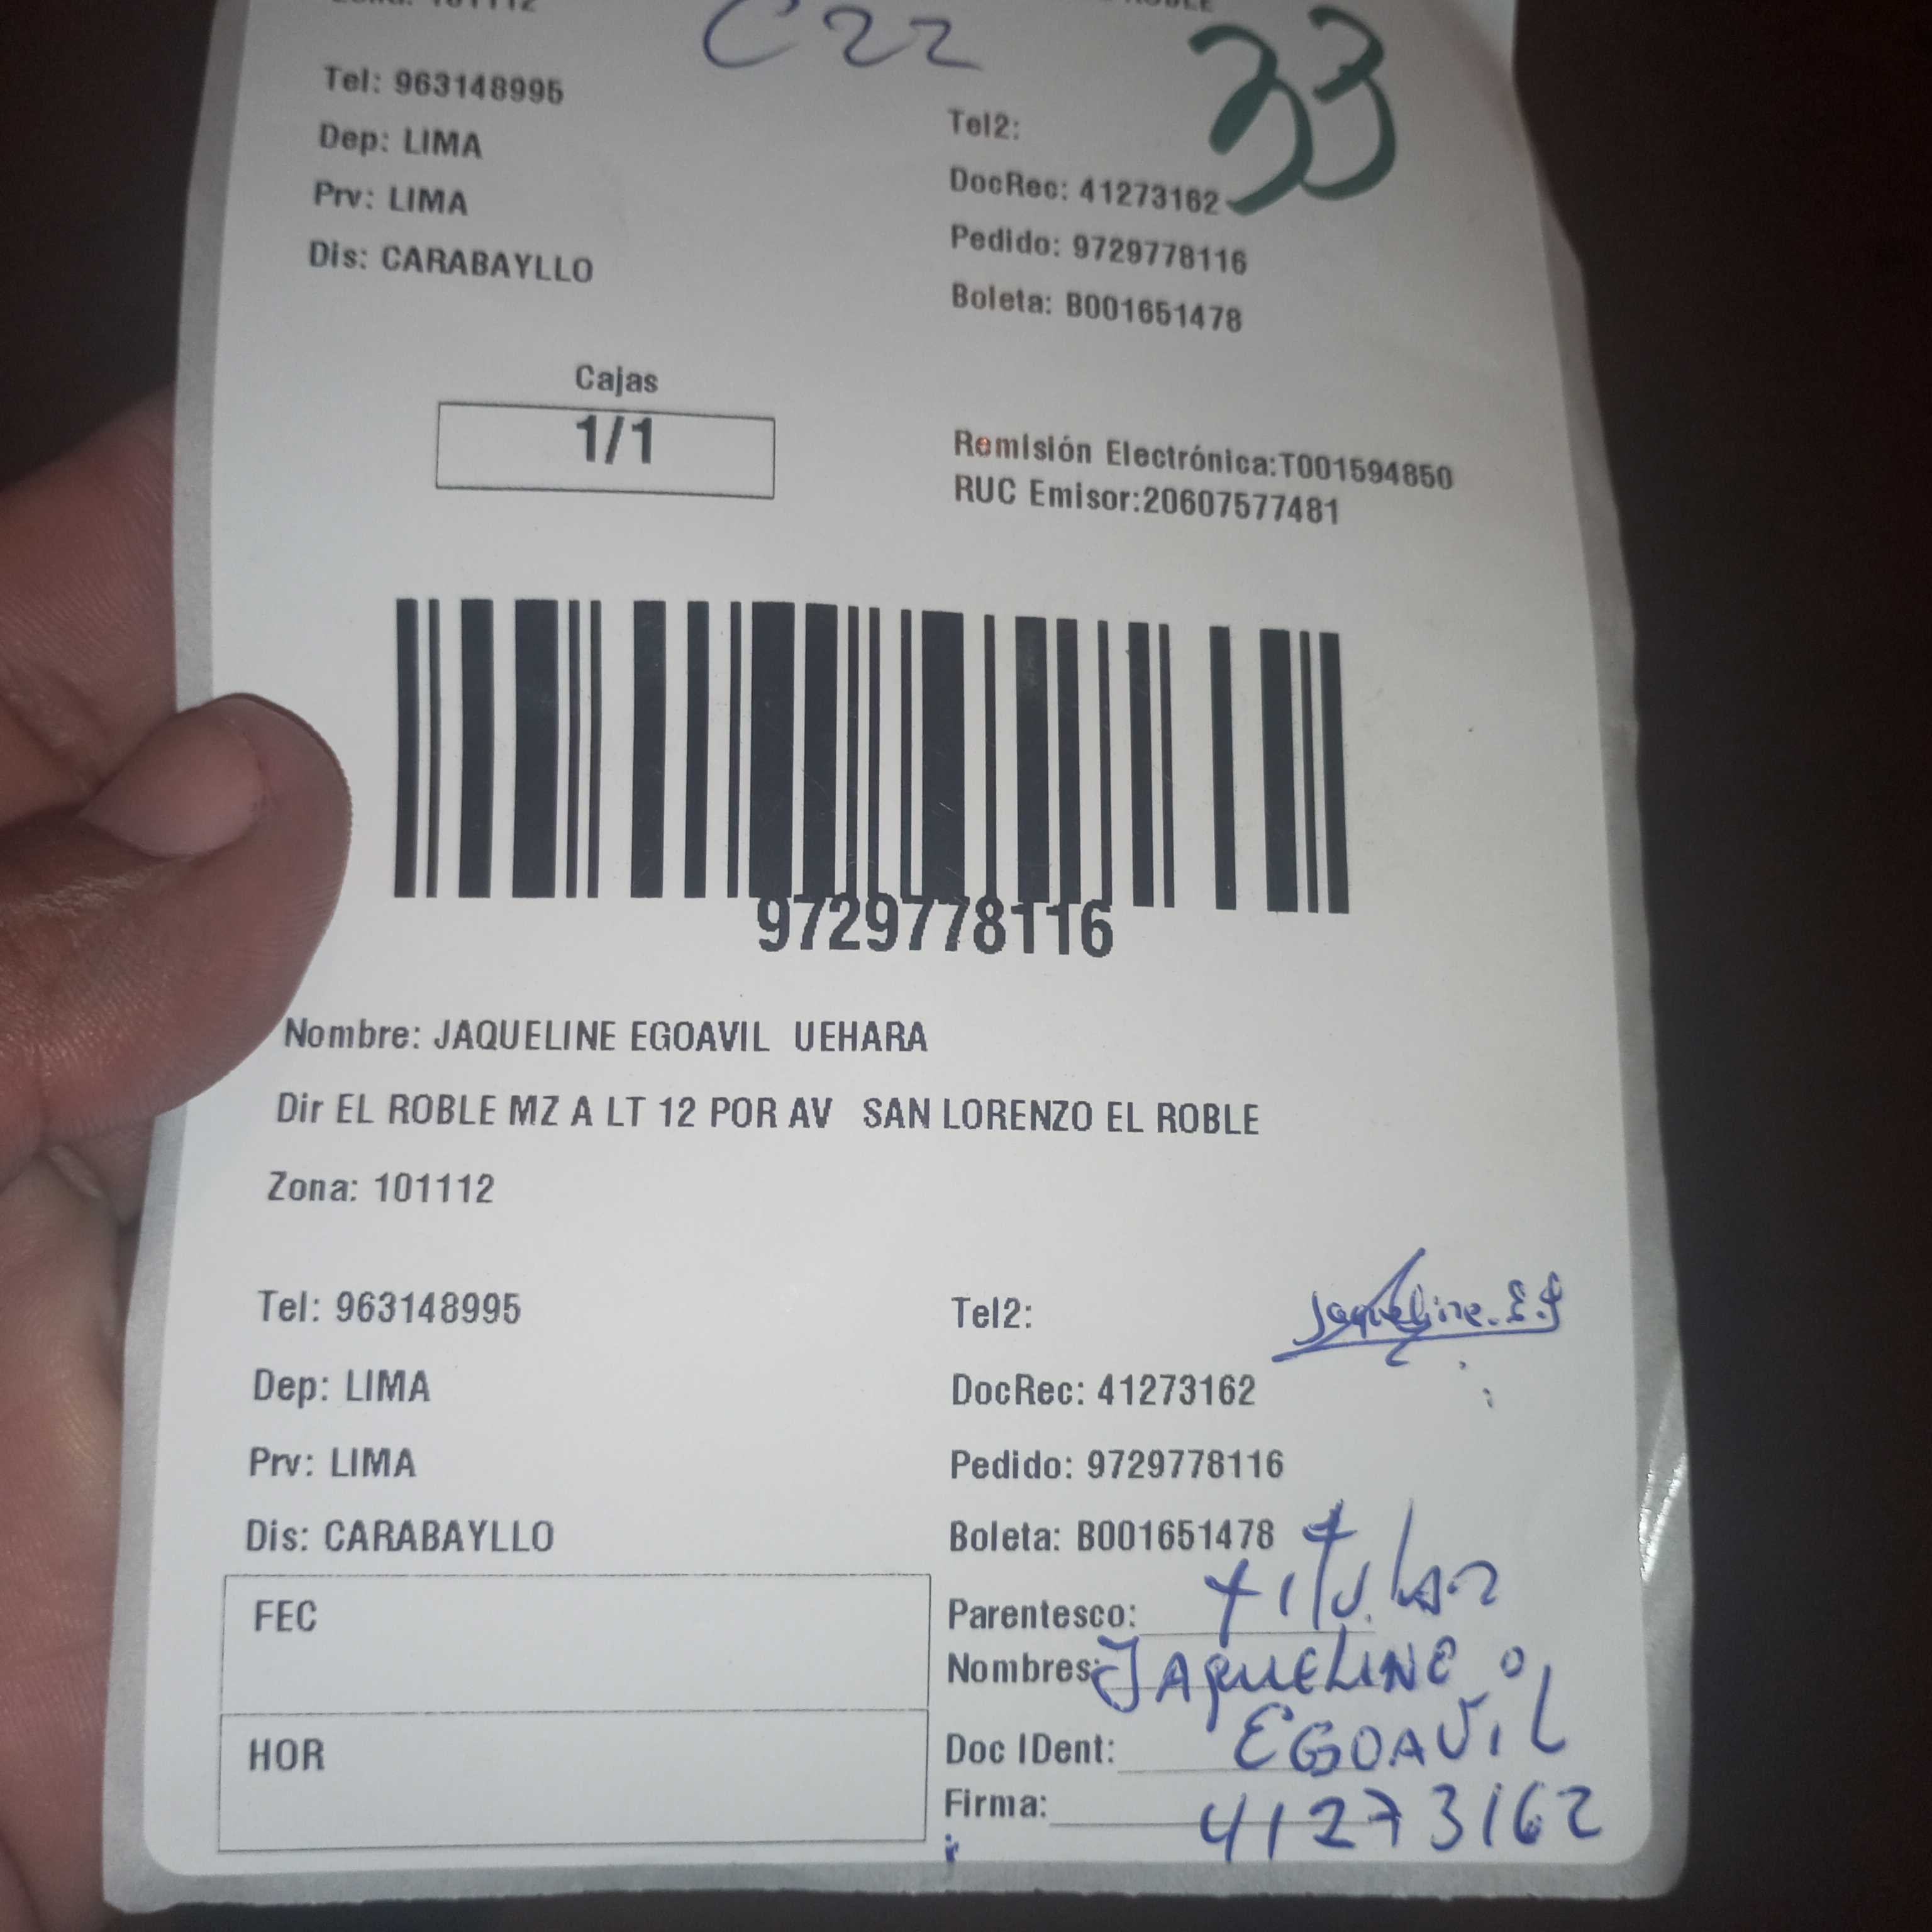 C22
33
Tel: 963148995
Tel2:
Dep: LIMA
DocRec: 41273162
Prv: LIMA
Pedido: 9729778116
Dis: CARABAYLLO
Boleta: B001651478
Cajas
1/1
Remisión Electrónica:T001594850
RUC Emisor:20607577481
9729778116
Nombre: JAQUELINE EGOAVIL UEHARA
Dir EL ROBLE MZ A LT 12 POR AV SAN LORENZO EL ROBLE
Zona: 101112
Tel: 963148995
Tel2:
Jaqueline.E.
Dep: LIMA
DocRec: 41273162
Prv: LIMA
Pedido: 9729778116
Dis: CARABAYLLO
Boleta: B001651478
FEC
Parentesco: titular
Nombres: JAQUELINE
EGOAVIL
HOR
Doc IDent:
Firma: 41273162